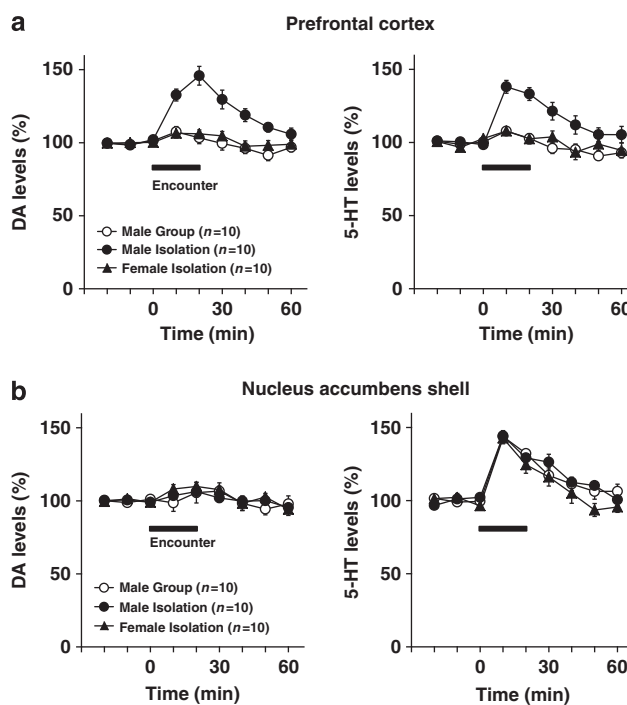 a
Prefrontal cortex
DA levels (%)
150
100
50
0
Encounter
Male Group (n=10)
Male Isolation (n=10)
Female Isolation (n=10)
0 30 60
Time (min)
5-HT levels (%)
150
100
50
0
0 30 60
Time (min)
b
Nucleus accumbens shell
DA levels (%)
150
100
50
0
Encounter
Male Group (n=10)
Male Isolation (n=10)
Female Isolation (n=10)
0 30 60
Time (min)
5-HT levels (%)
150
100
50
0
0 30 60
Time (min)